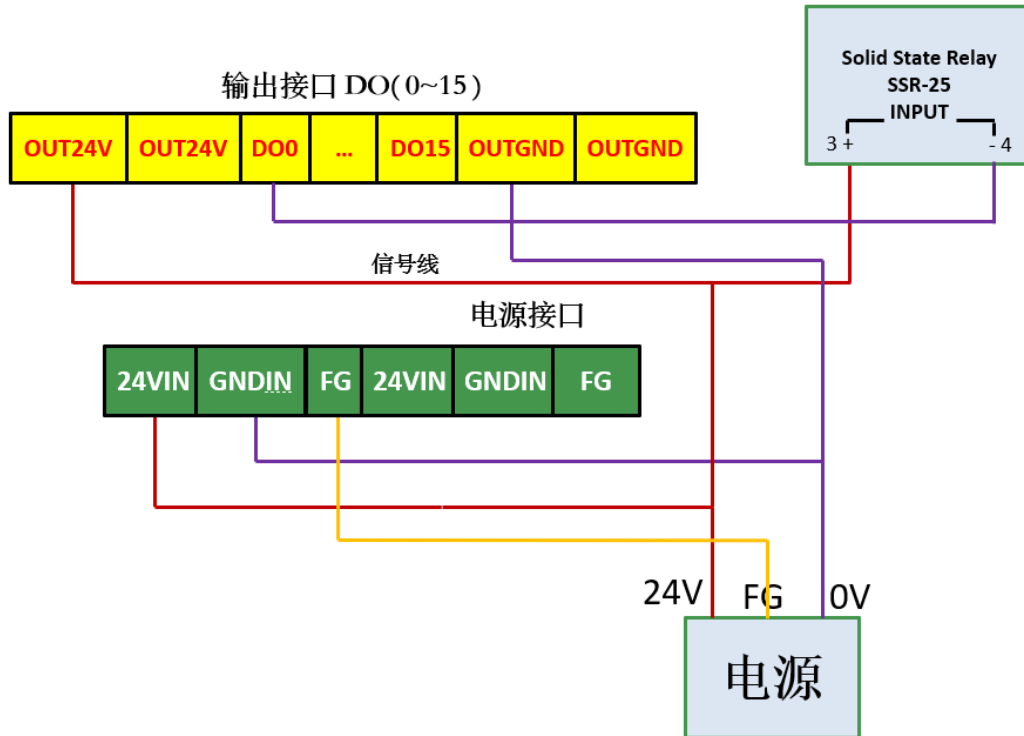 Solid State Relay
SSR-25
INPUT
3 +
- 4
输出接口 DO(0~15)
OUT24V OUT24V DO0 ... DO15 OUTGND OUTGND
信号线
电源接口
24VIN GNDIN FG 24VIN GNDIN FG
24V FG 0V
电源